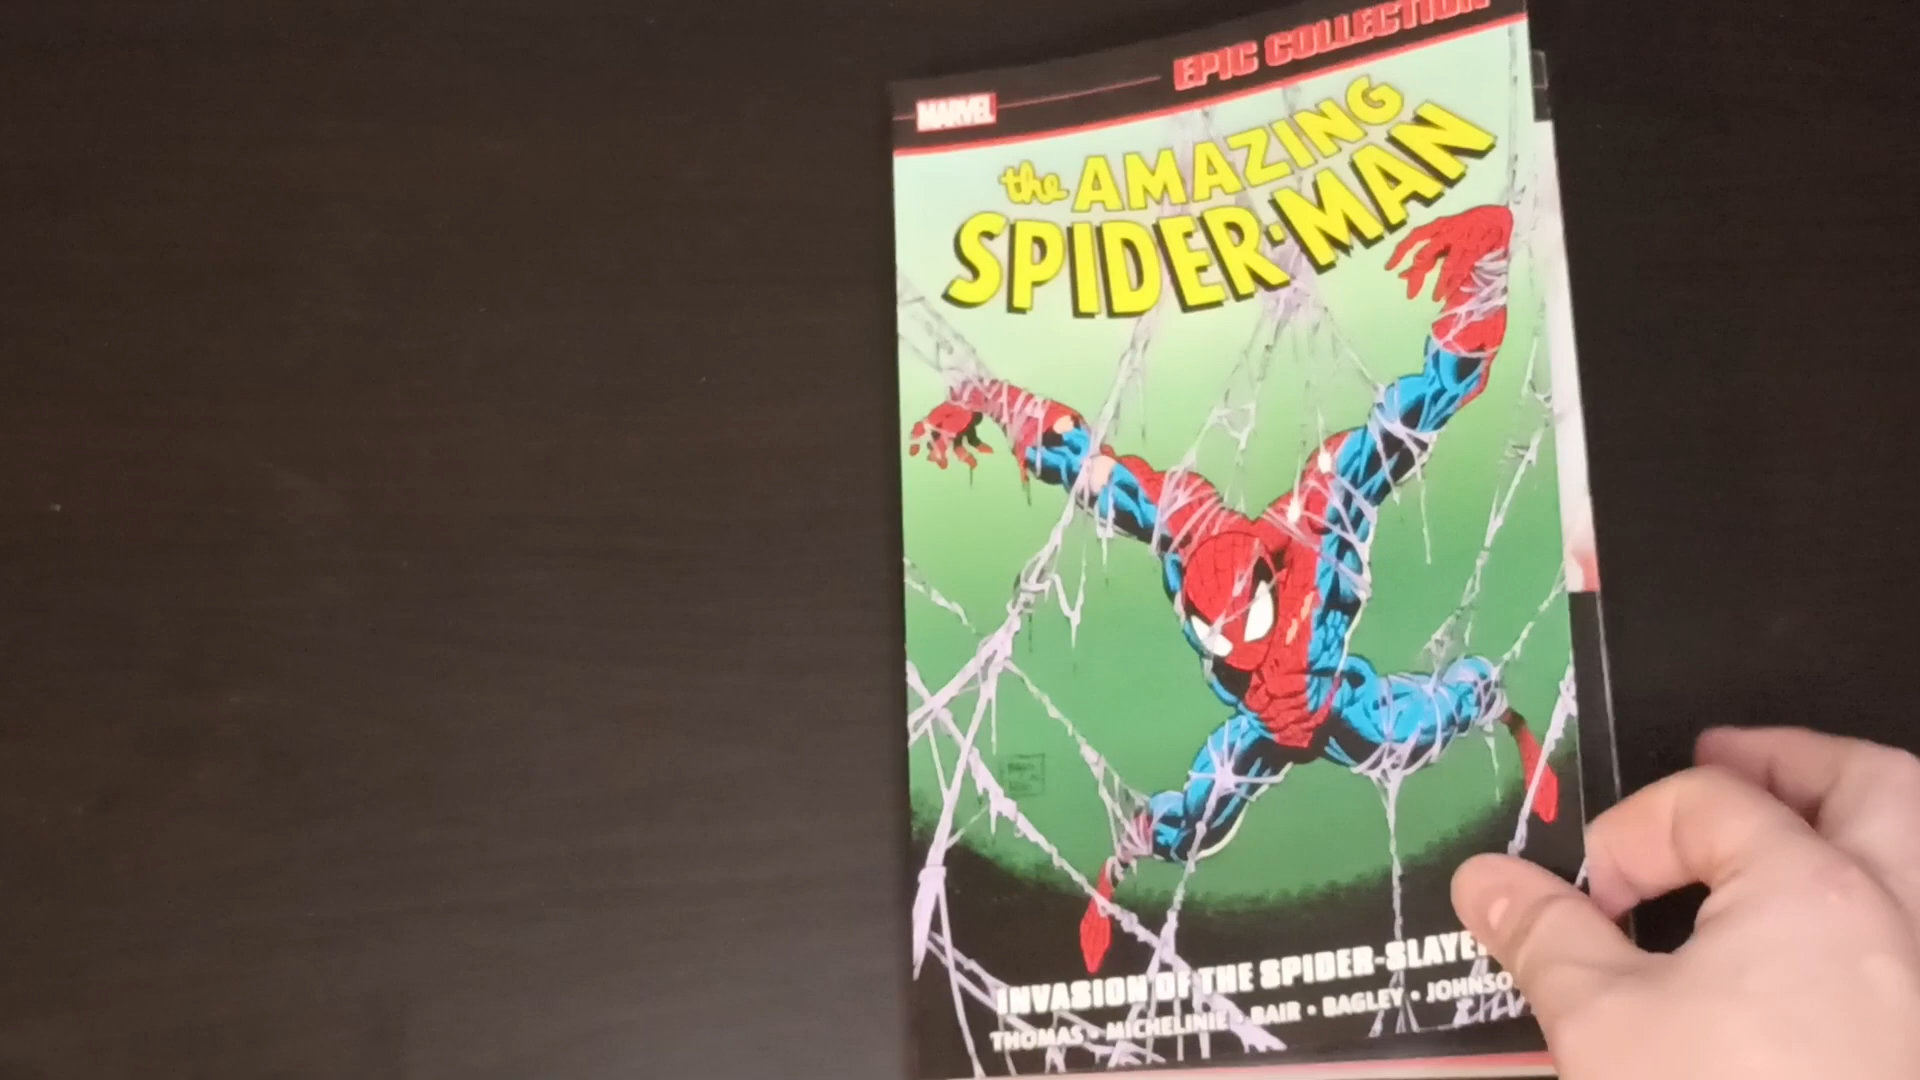 EPIC COLLECTION
MARVEL
the AMAZING
SPIDER-MAN
INVASION OF THE SPIDER-SLAYE
THOMAS • MICHELINIE • BAIR • BAGLEY • JOHNSO